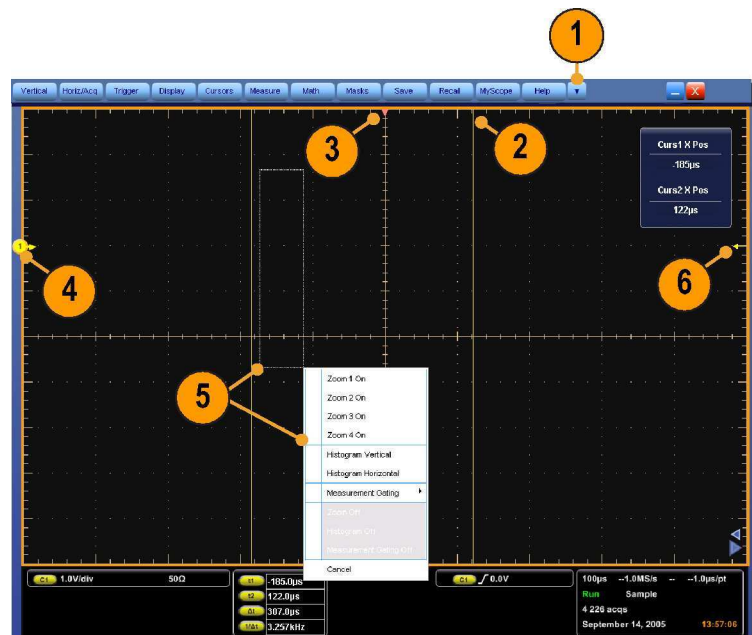 1
Vertical Horiz/Acq Trigger Display Cursors Measure Math Masks Save Recall MyScope Help
X
3
2
Curs1 X Pos
-185µs
Curs2 X Pos
122µs
1
4
6
5
Zoom 1 On
Zoom 2 On
Zoom 3 On
Zoom 4 On
Histogram Vertical
Histogram Horizontal
Measurement Gating
Zoom Off
Histogram Off
Measurement Gating Off
Cancel
C1 1.0V/div 50Ω
t1 -185.0µs
t2 122.0µs
Δt 307.0µs
1/Δt 3.257kHz
C1 0.0V
100µs --1.0MS/s -- --1.0µs/pt
Run Sample
4 226 acqs
September 14, 2005 13:57:06